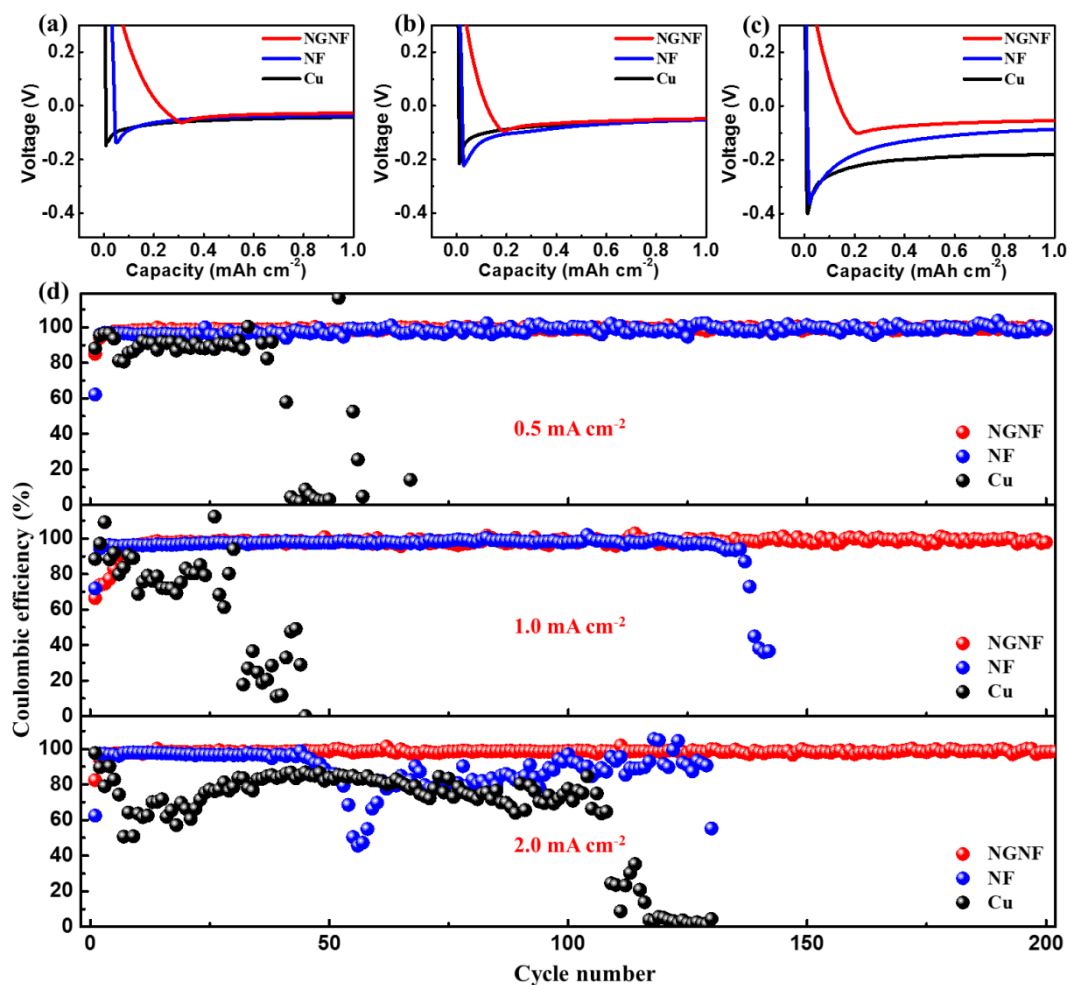 (a)
NGNF
NF
Cu
0.2
0.0
-0.2
-0.4
Voltage (V)
0.0 0.2 0.4 0.6 0.8 1.0
Capacity (mAh cm-2)
(b)
NGNF
NF
Cu
0.2
0.0
-0.2
-0.4
Voltage (V)
0.0 0.2 0.4 0.6 0.8 1.0
Capacity (mAh cm-2)
(c)
NGNF
NF
Cu
0.2
0.0
-0.2
-0.4
Voltage (V)
0.0 0.2 0.4 0.6 0.8 1.0
Capacity (mAh cm-2)
(d)
Coulombic efficiency (%)
100
80
60
40
20
0
0.5 mA cm-2
NGNF
NF
Cu
100
80
60
40
20
0
1.0 mA cm-2
NGNF
NF
Cu
100
80
60
40
20
0
2.0 mA cm-2
NGNF
NF
Cu
0 50 100 150 200
Cycle number